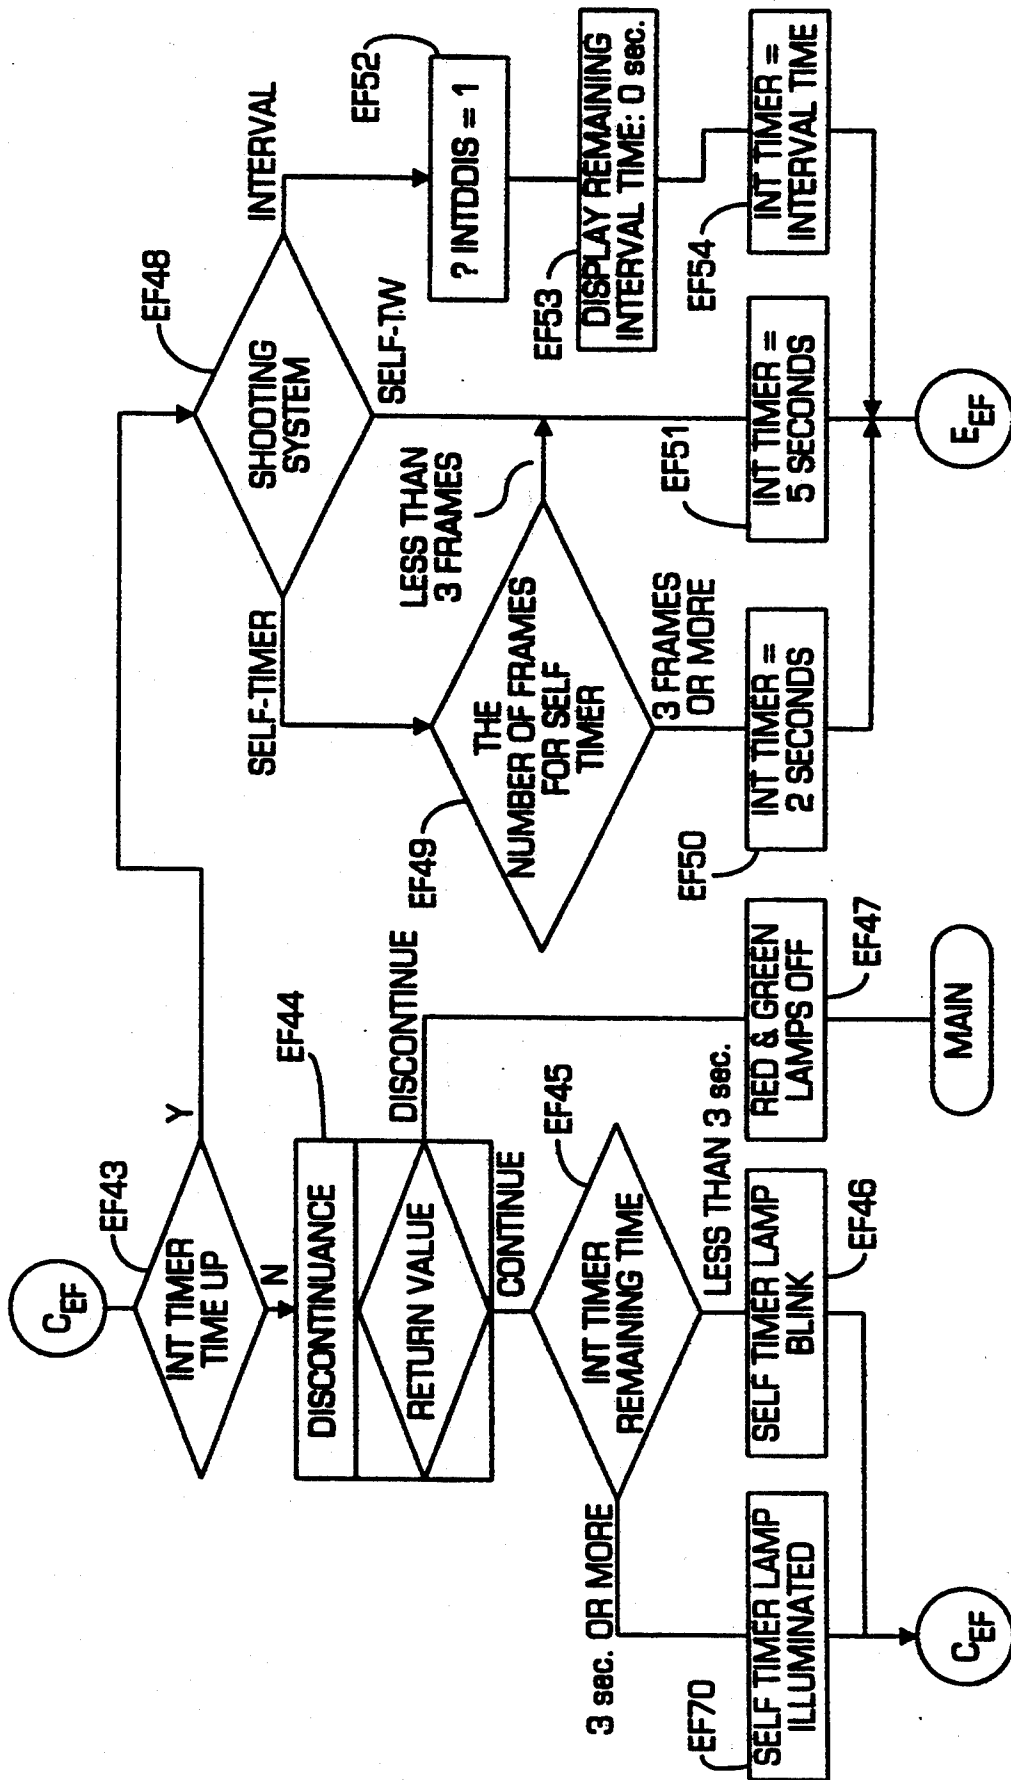 C_EF
EF43
INT TIMER
TIME UP
Y
N
EF44
DISCONTINUANCE
RETURN VALUE
DISCONTINUE
CONTINUE
EF45
INT TIMER
REMAINING TIME
3 sec. OR MORE
LESS THAN 3 sec.
EF70
SELF TIMER LAMP
ILLUMINATED
SELF TIMER LAMP
BLINK
EF46
RED & GREEN
LAMPS OFF
EF47
C_EF
MAIN
EF48
SHOOTING
SYSTEM
SELF-TIMER
SELF-T.W
INTERVAL
EF49
THE
NUMBER OF FRAMES
FOR SELF
TIMER
LESS THAN
3 FRAMES
3 FRAMES
OR MORE
EF52
? INTDDIS = 1
EF53
DISPLAY REMAINING
INTERVAL TIME: 0 sec.
EF50
INT TIMER =
2 SECONDS
EF51
INT TIMER =
5 SECONDS
EF54
INT TIMER =
INTERVAL TIME
E_EF